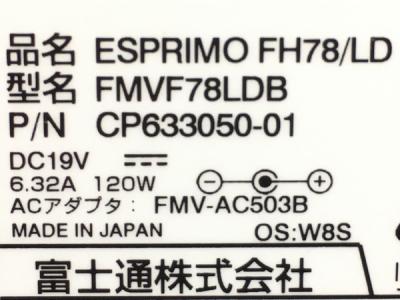 品名 ESPRIMO FH78/LD
型名 FMVF78LDB
P/N CP633050-01
DC19V
6.32A 120W
ACアダプタ: FMV-AC503B
MADE IN JAPAN OS:W8S
富士通株式会社